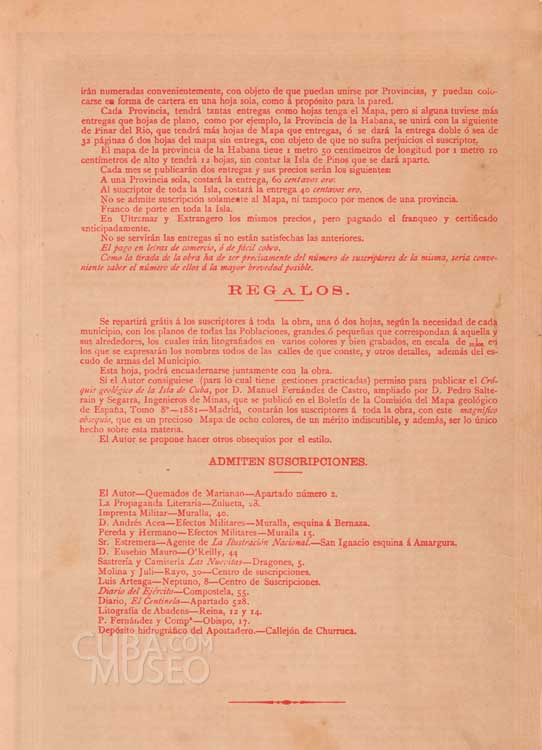 irán numeradas convenientemente, con objeto de que puedan unirse por Provincias, y puedan colo-
carse en forma de cartera en una hoja sola, como á propósito para la pared.
Cada Provincia, tendrá tantas entregas como hojas tenga el Mapa, pero si alguna tuviese más
entregas que hojas de plano, como por ejemplo, la Provincia de la Habana, se unirá con la siguiente
de Pinar del Rio, que tendrá más hojas de Mapa que entregas, ó se dará la entrega doble ó sea de
32 páginas ó dos hojas del mapa sin entrega, con objeto de que no sufra perjuicios el suscriptor.
El mapa de la provincia de la Habana tiene 1 metro 50 centímetros de longitud por 1 metro 10
centímetros de alto y tendrá 12 hojas, sin contar la Isla de Pinos que se dará aparte.
Cada mes se publicarán dos entregas y sus precios serán los siguientes:
A una Provincia sola, costará la entrega, 60 centavos oro:
Al suscriptor de toda la Isla, costará la entrega 40 centavos oro.
No se admite suscripción solamente al Mapa, ni tampoco por menos de una provincia.
Franco de porte en toda la Isla.
En Ultramar y Extrangero los mismos precios, pero pagando el franqueo y certificado
anticipadamente.
No se servirán las entregas si no están satisfechas las anteriores.
El pago en letras de comercio, ó de fácil cobro.
Como la tirada de la obra ha de ser precisamente del número de suscriptores de la misma, sería conve-
niente saber el número de ellos á la mayor brevedad posible.
REGALOS.
Se repartirá grátis á los suscriptores á toda la obra, una ó dos hojas, según la necesidad de cada
municipio, con los planos de todas las Poblaciones, grandes ó pequeñas que correspondan á aquella y
sus alrededores, los cuales irán litografiados en varios colores y bien grabados, en escala de en
los que se expresarán los nombres todos de las calles de que conste, y otros detalles, además del escu-
do de armas del Municipio.
Esta hoja, podrá encuadernarse juntamente con la obra.
Si el Autor consiguiese (para lo cual tiene gestiones practicadas) permiso para publicar el Cró-
quis geológico de la Isla de Cuba, por D. Manuel Fernández de Castro, ampliado por D. Pedro Salte-
rain y Segarra, Ingenieros de Minas, que se publicó en el Boletín de la Comisión del Mapa geológico
de España, Tomo 8º—1881—Madrid, contarán los suscriptores á toda la obra, con este magnífico
obsequio, que es un precioso Mapa de ocho colores, de un mérito indiscutible, y además, ser lo único
hecho sobre esta materia.
El Autor se propone hacer otros obsequios por el estilo.
ADMITEN SUSCRIPCIONES.
El Autor—Quemados de Marianao—Apartado número 2.
La Propaganda Literaria—Zulueta, 28.
Imprenta Militar—Muralla, 40.
D. Andrés Acea—Efectos Militares—Muralla, esquina á Bernaza.
Pereda y Hermano—Efectos Militares—Muralla 15.
Sr. Estremera—Agente de La Ilustración Nacional.—San Ignacio esquina á Amargura.
D. Eusebio Mauro—O'Reilly, 44
Sastrería y Camisería Las Nuevitas—Dragones, 5.
Molina y Juli—Rayo, 30—Centro de suscripciones.
Luis Arteaga—Neptuno, 8—Centro de Suscripciones.
Diario del Ejército—Compostela, 55.
Diario, El Centinela—Apartado 528.
Litografía de Abadens—Reina, 12 y 14.
P. Fernández y Compª—Obispo, 17.
Depósito hidrográfico del Apostadero.—Callejón de Churruca.
CUBA.COM
MUSEO